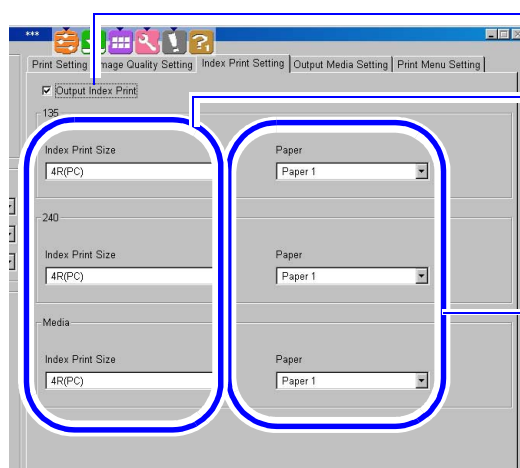 ***
Print Setting Image Quality Setting Index Print Setting Output Media Setting Print Menu Setting
Output Index Print
135
Index Print Size Paper
4R(PC) Paper 1
240
Index Print Size Paper
4R(PC) Paper 1
Media
Index Print Size Paper
4R(PC) Paper 1